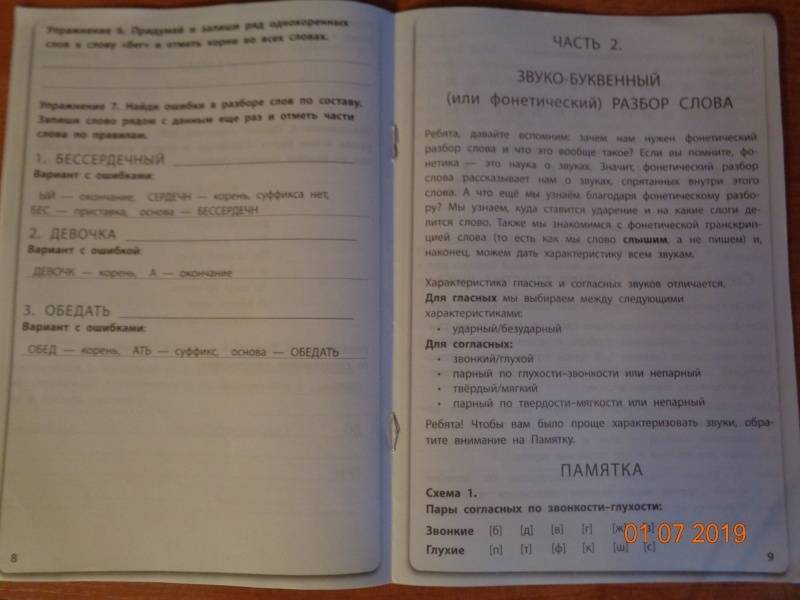 Упражнение 6. Придумай и запиши ряд однокоренных
слов к слову «бег» и отметь корни во всех словах.
Упражнение 7. Найди ошибки в разборе слов по составу.
Запиши слово рядом с данным еще раз и отметь части
слова по правилам.
1. БЕССЕРДЕЧНЫЙ
Вариант с ошибками:
ЫЙ — окончание, СЕРДЕЧН — корень, суффикса нет,
БЕС — приставка, основа — БЕССЕРДЕЧН
2. ДЕВОЧКА
Вариант с ошибкой:
ДЕВОЧК — корень, А — окончание
3. ОБЕДАТЬ
Вариант с ошибками:
ОБЕД — корень, АТЬ — суффикс, основа — ОБЕДАТЬ
8
ЧАСТЬ 2.
ЗВУКО-БУКВЕННЫЙ
(или фонетический) РАЗБОР СЛОВА
Ребята, давайте вспомним: зачем нам нужен фонетический
разбор слова и что это вообще такое? Если вы помните, фо-
нетика — это наука о звуках. Значит, фонетический разбор
слова рассказывает нам о звуках, спрятанных внутри этого
слова. А что ещё мы узнаём благодаря фонетическому разбо-
ру? Мы узнаем, куда ставится ударение и на какие слоги де-
лится слово. Также мы знакомимся с фонетической транскрип-
цией слова (то есть как мы слово слышим, а не пишем) и,
наконец, можем дать характеристику всем звукам.
Характеристика гласных и согласных звуков отличается.
Для гласных мы выбираем между следующими
характеристиками:
• ударный/безударный
Для согласных:
• звонкий/глухой
• парный по глухости–звонкости или непарный
• твёрдый/мягкий
• парный по твердости–мягкости или непарный
Ребята! Чтобы вам было проще характеризовать звуки, обра-
тите внимание на Памятку.
ПАМЯТКА
Схема 1.
Пары согласных по звонкости–глухости:
Звонкие [б] [д] [в] [г] [ж] [з]
Глухие [п] [т] [ф] [к] [ш] [с]
01 07 2019
9